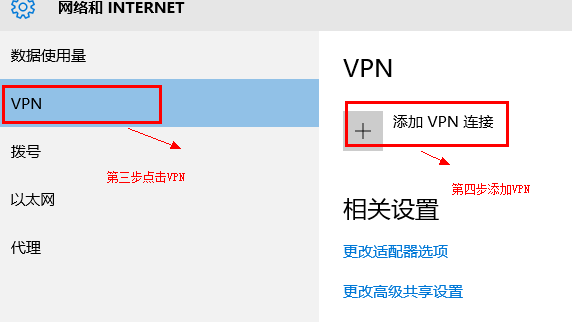 网络和 INTERNET
数据使用量
VPN
第三步点击VPN
拨号
以太网
代理
VPN
添加 VPN 连接
第四步添加VPN
相关设置
更改适配器选项
更改高级共享设置